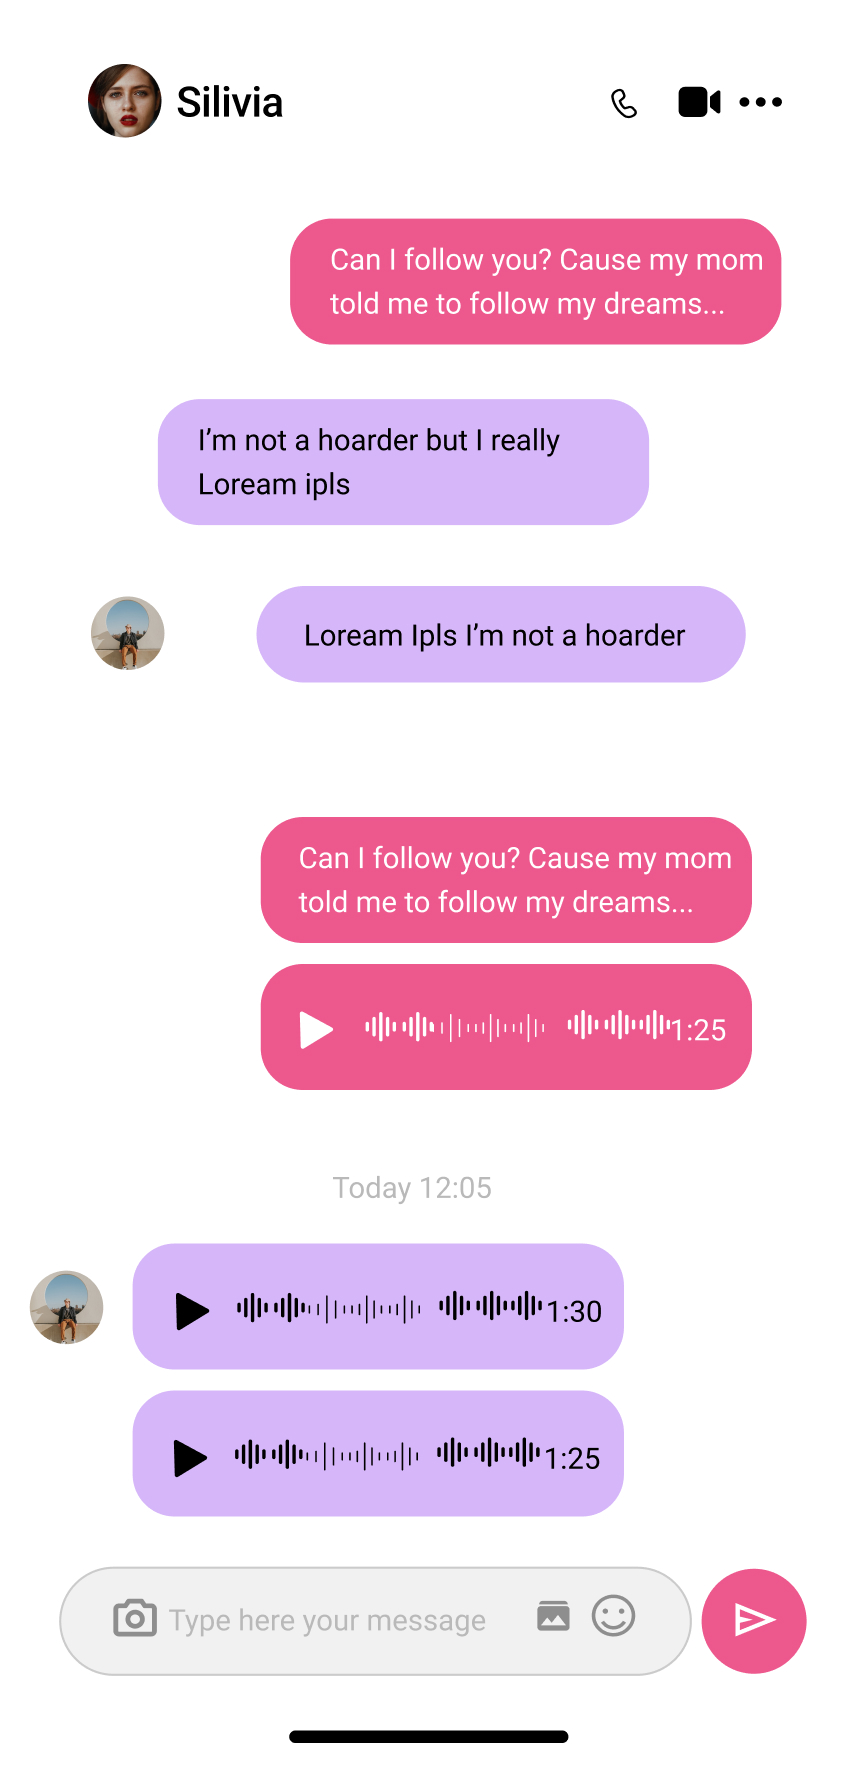 Silivia
Can I follow you? Cause my mom
told me to follow my dreams...
I’m not a hoarder but I really
Loream ipls
Loream Ipls I’m not a hoarder
Can I follow you? Cause my mom
told me to follow my dreams...
1:25
Today 12:05
1:30
1:25
Type here your message